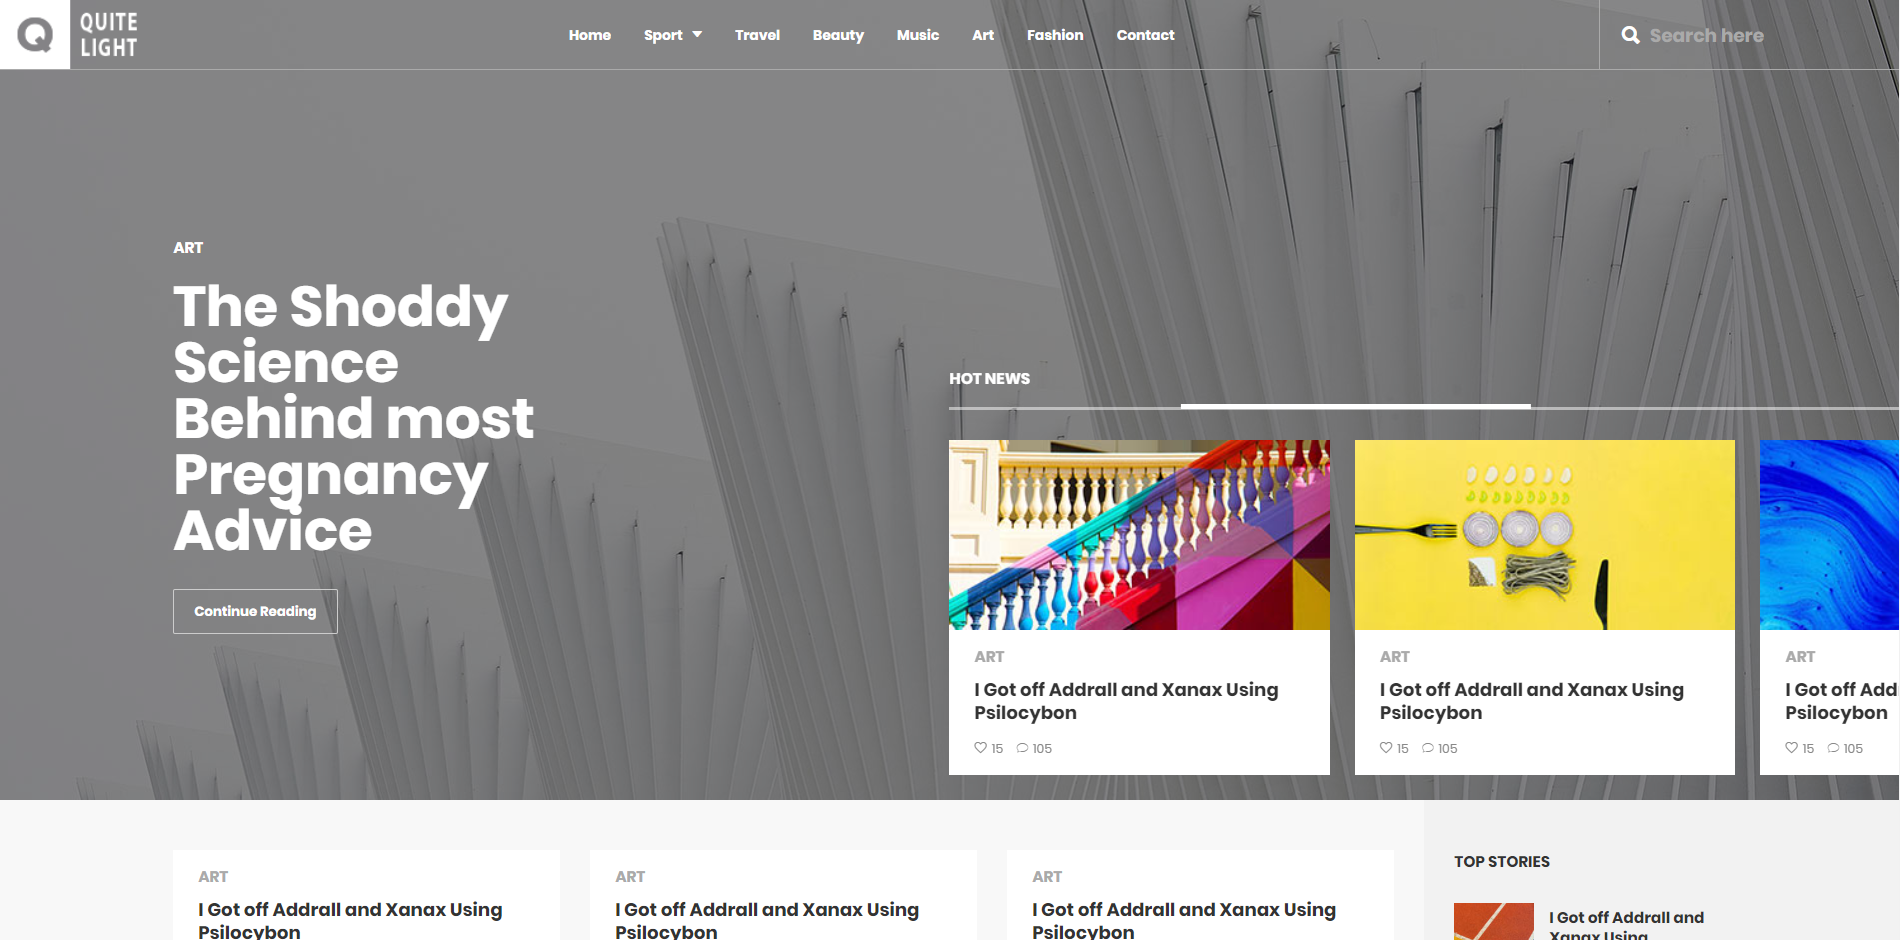 Q
QUITE
LIGHT
Home
Sport
Travel
Beauty
Music
Art
Fashion
Contact
Search here
ART
The Shoddy
Science
Behind most
Pregnancy
Advice
Continue Reading
HOT NEWS
ART
I Got off Addrall and Xanax Using
Psilocybon
15 105
ART
I Got off Addrall and Xanax Using
Psilocybon
15 105
ART
I Got off Add
Psilocybon
15 105
ART
I Got off Addrall and Xanax Using
Psilocybon
ART
I Got off Addrall and Xanax Using
Psilocybon
ART
I Got off Addrall and Xanax Using
Psilocybon
TOP STORIES
I Got off Addrall and
Xanax Using